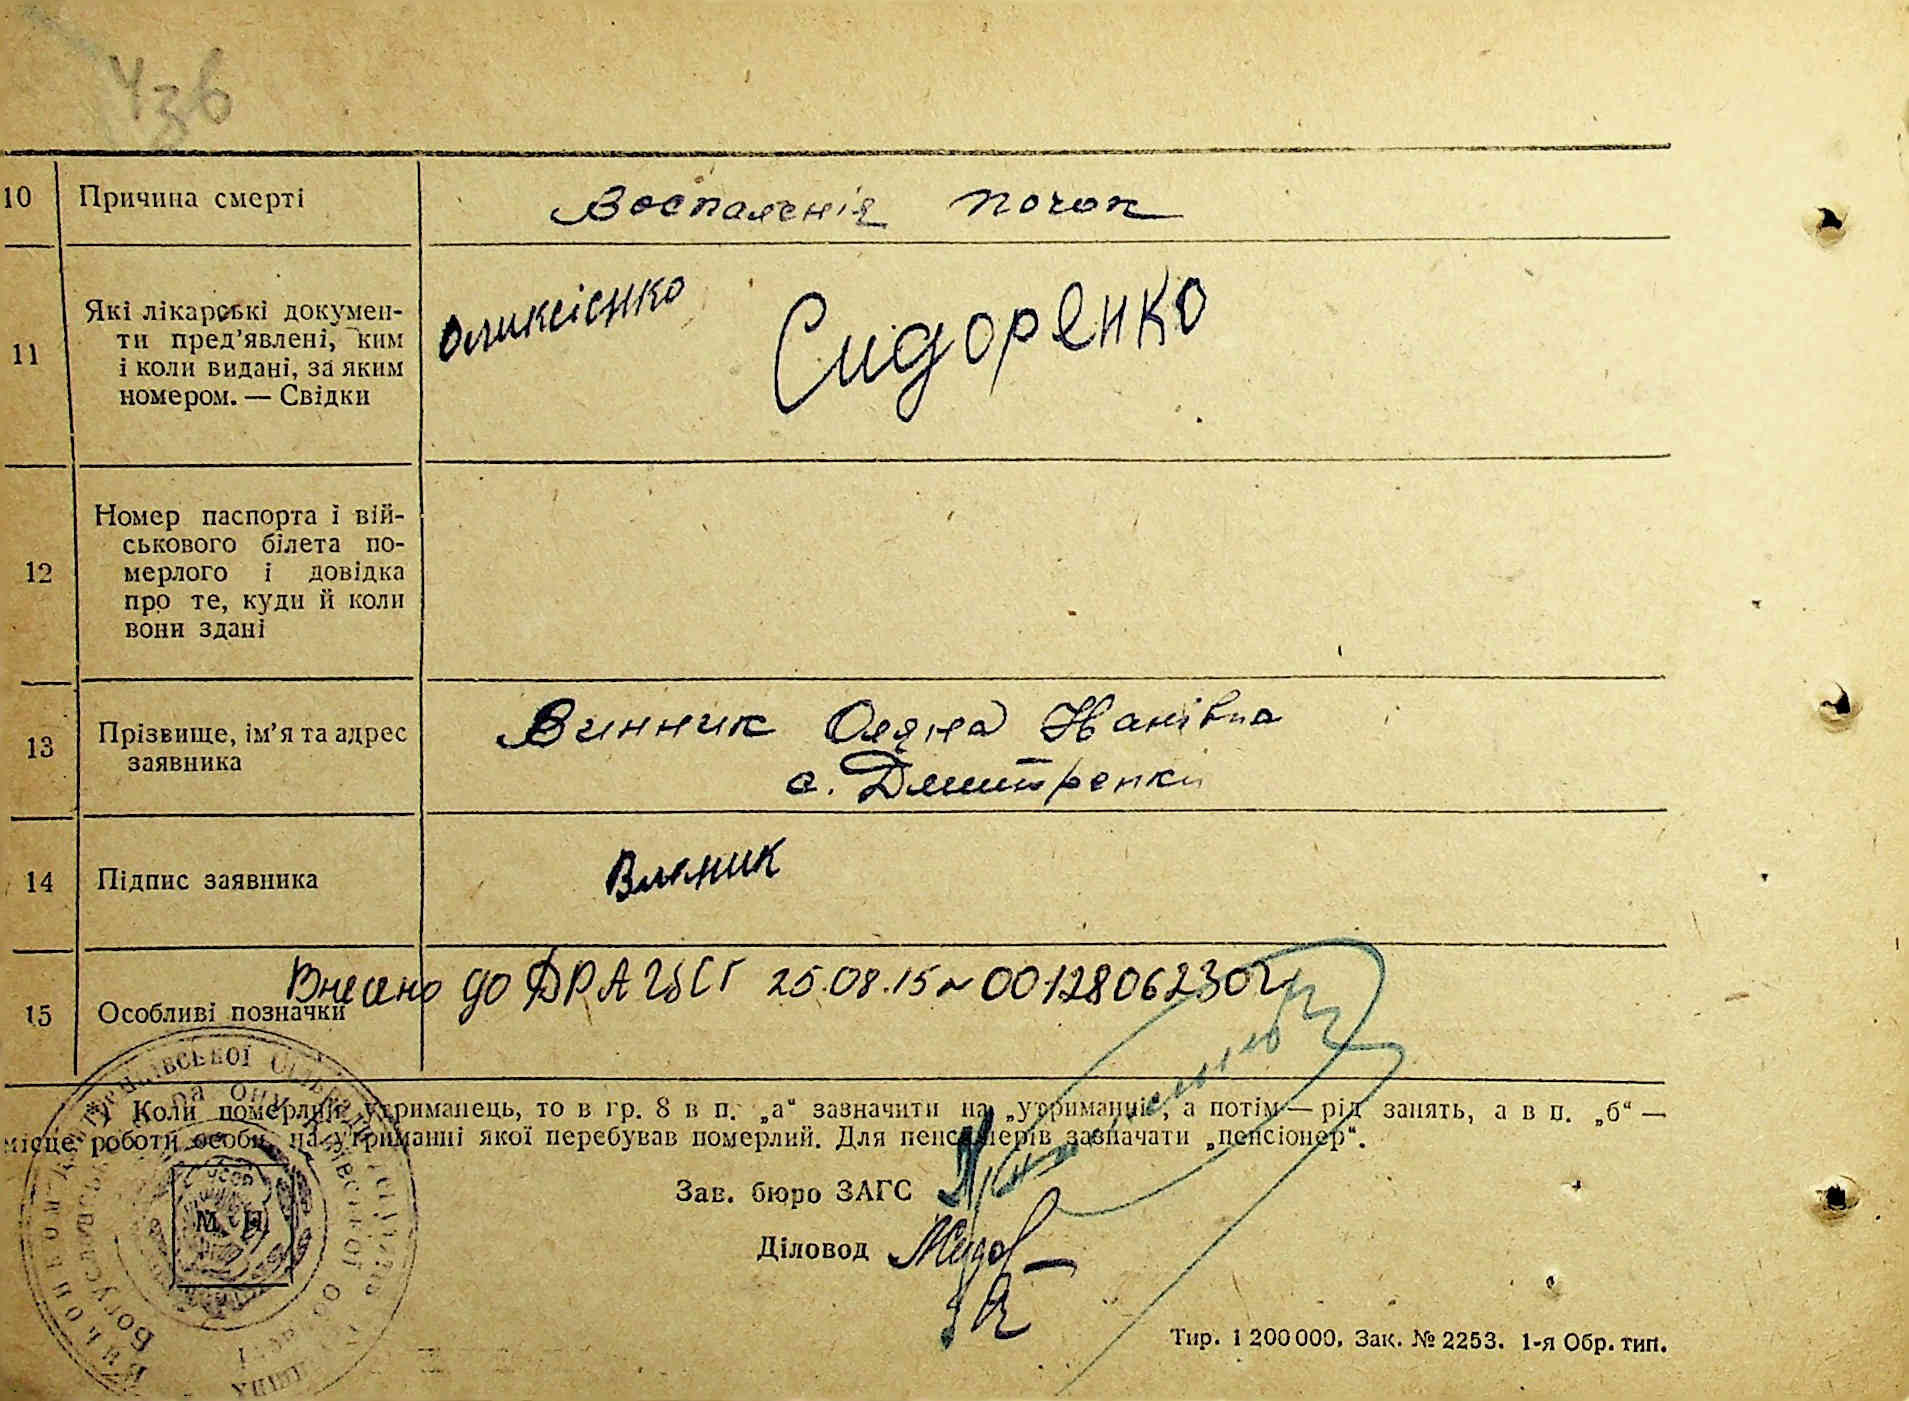 436
10 Причина смерті Воспаленія почок
11 Які лікарські докумен-
ти пред’явлені, ким
і коли видані, за яким
номером. — Свідки
Оликсієнко Сидоренко
12 Номер паспорта і вій-
ськового білета по-
мерлого і довідка
про те, куди й коли
вони здані
13 Прізвище, ім’я та адрес
заявника
Винник Оляна Іванівна
с. Дмитренки
14 Підпис заявника Винник
15 Особливі позначки
Внесено до ДРАЦСГ 25.08.15 № 00128062302
¹) Коли померлий утриманець, то в гр. 8 в п. „а“ зазначити на „утриманні“, а потім — рід занять, а в п. „б“ —
місце роботи особи, на утриманні якої перебував померлий. Для пенсіонерів зазначати „пенсіонер“.
Зав. бюро ЗАГС
Діловод
М. П.
УССР
Тир. 1 200 000. Зак. № 2253. 1-я Обр. тип.